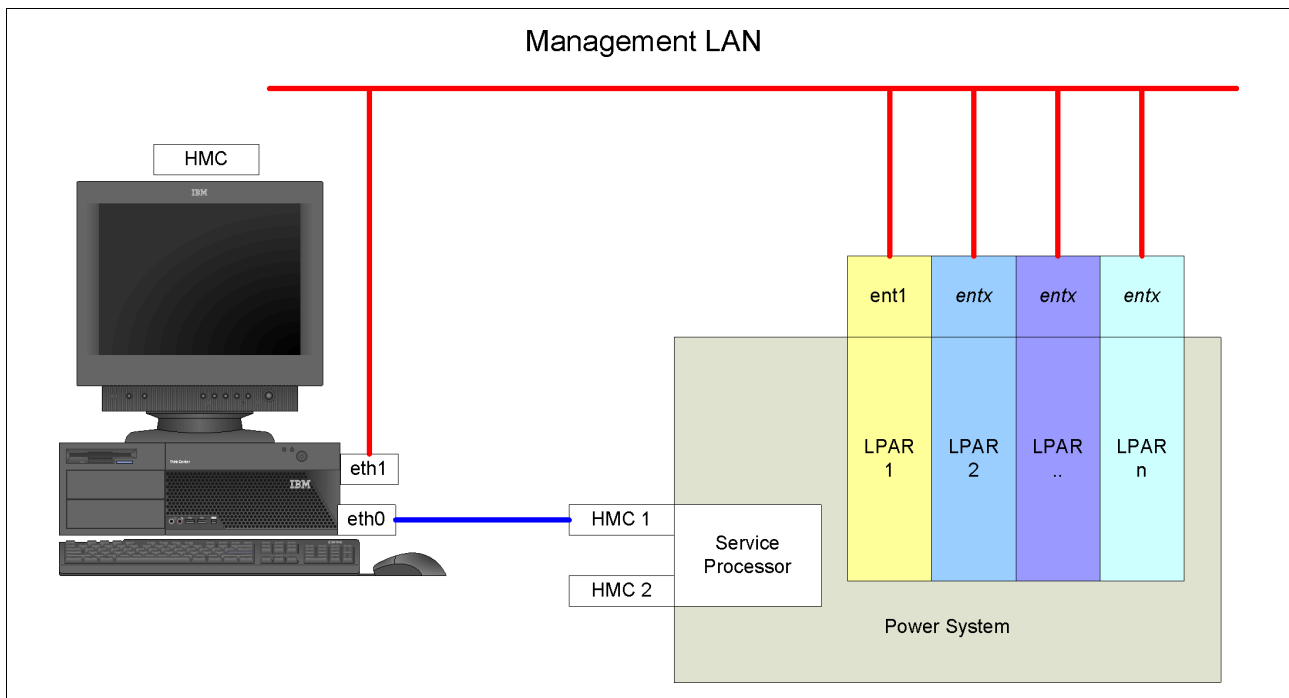 Management LAN
HMC
IBM
ent1
entx
entx
entx
eth1
eth0
IBM
LPAR
1
LPAR
2
LPAR
..
LPAR
n
HMC 1
HMC 2
Service
Processor
Power System